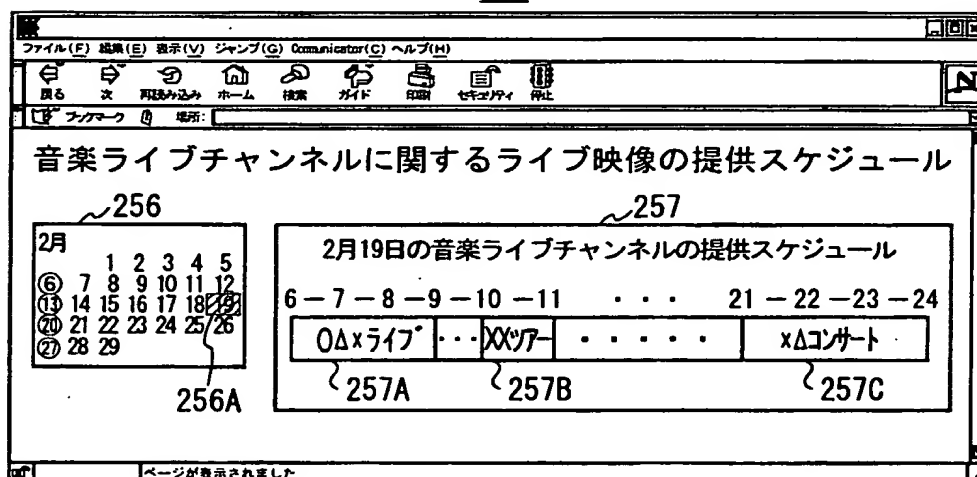 ファイル(F) 編集(E) 表示(V) ジャンプ(G) Communicator(C) ヘルプ(H)
戻る 次 再読み込み ホーム 検索 ガイド 印刷 セキュリティ 停止
N
ブックマーク 場所:
音楽ライブチャンネルに関するライブ映像の提供スケジュール
256
2月
1 2 3 4 5
⑥ 7 8 9 10 11 12
⑬ 14 15 16 17 18 19
⑳ 21 22 23 24 25 26
㉗ 28 29
256A
257
2月19日の音楽ライブチャンネルの提供スケジュール
6 − 7 − 8 − 9 − 10 − 11 · · · 21 − 22 − 23 − 24
○△×ライブ · · · XXツアー · · · · · ×△コンサート
257A 257B 257C
ページが表示されました